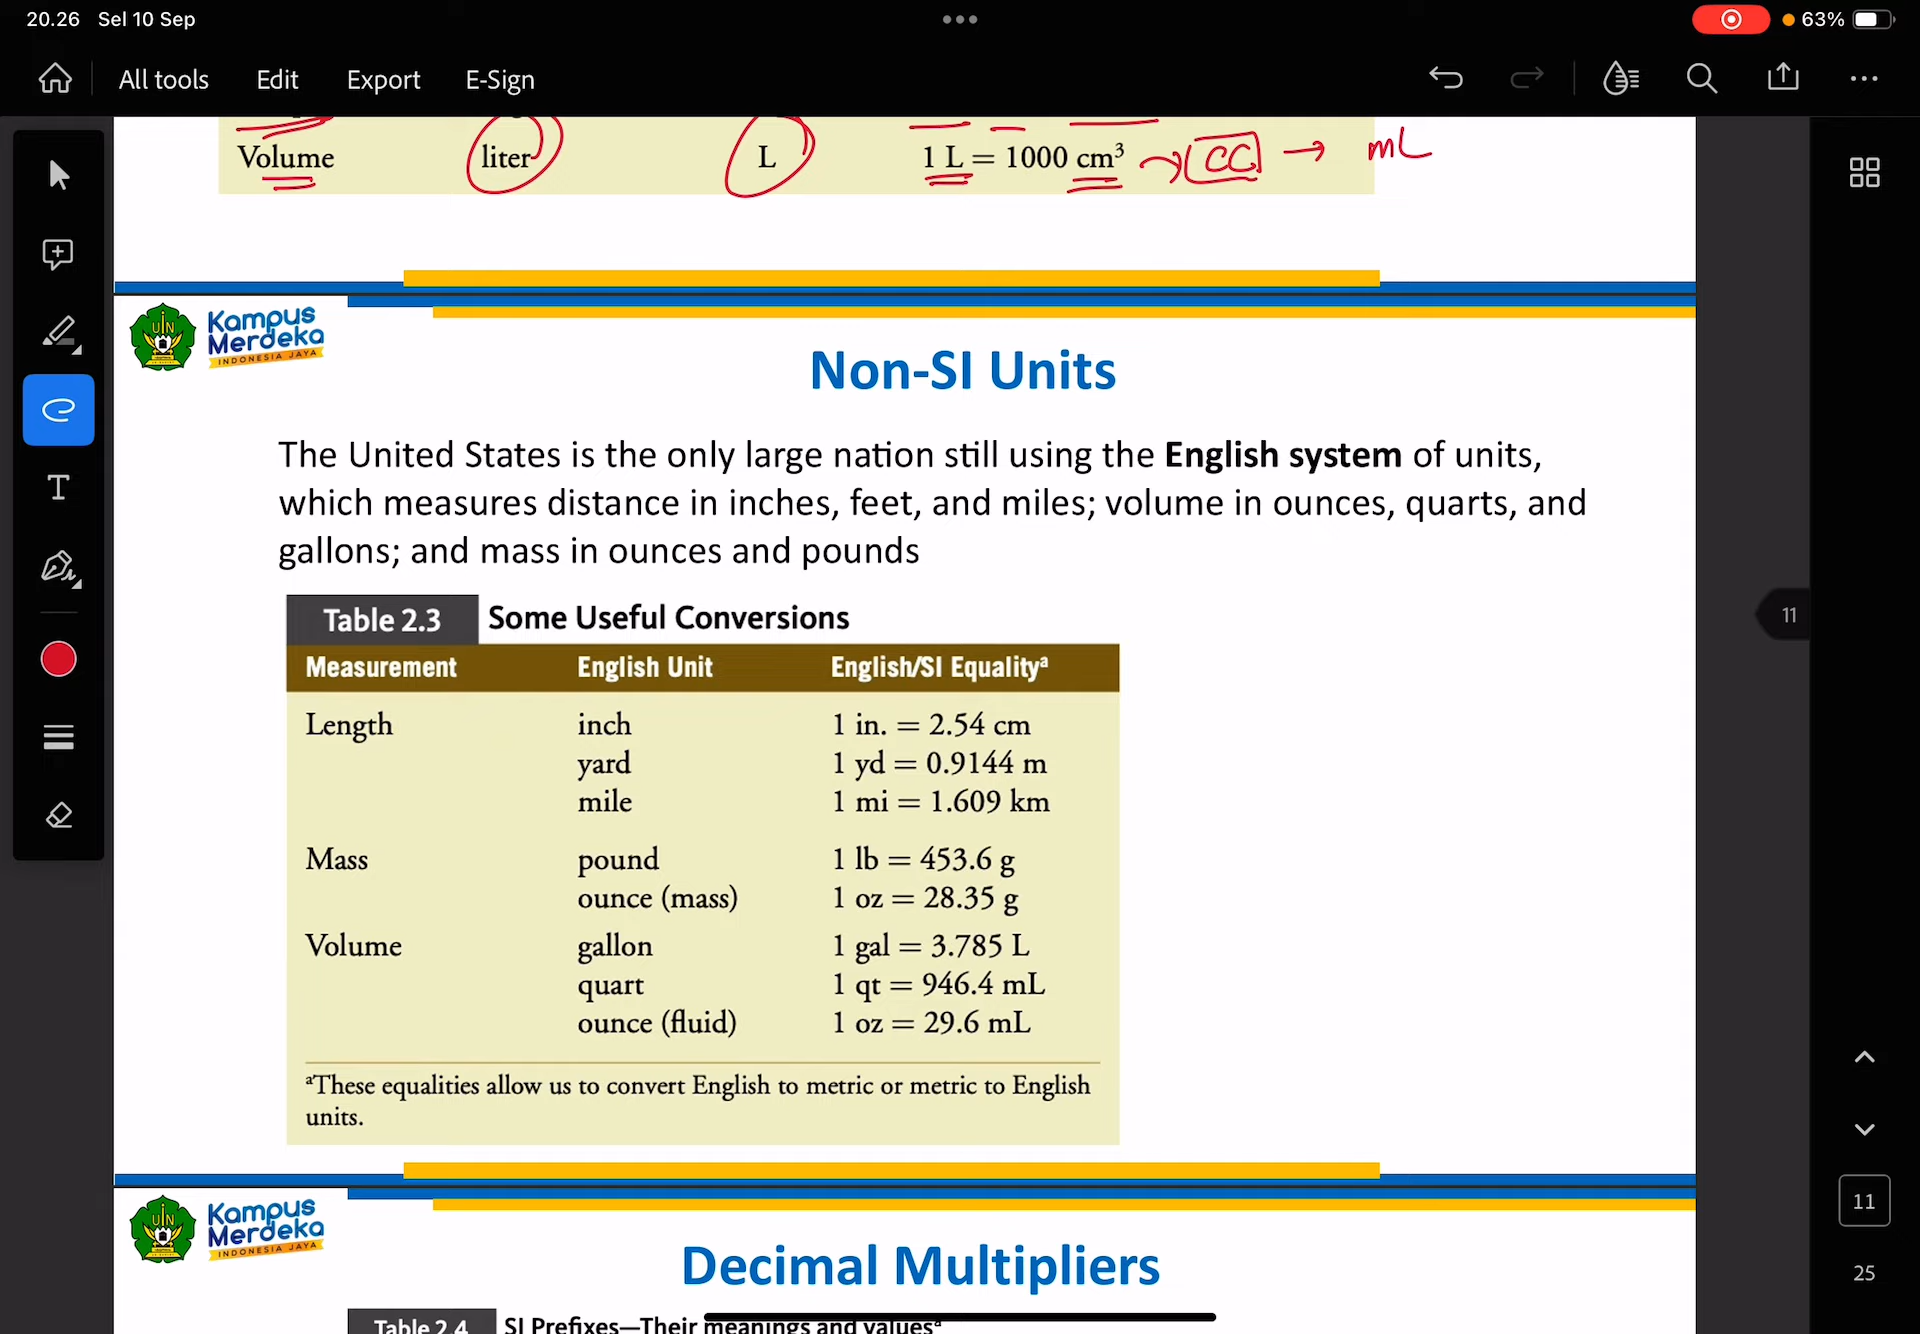 20.26 Sel 10 Sep
63%
All tools Edit Export E-Sign
Volume liter L 1 L = 1000 cm³ CC → mL
UIN
Kampus
Merdeka
INDONESIA JAYA
Non-SI Units
The United States is the only large nation still using the English system of units,
which measures distance in inches, feet, and miles; volume in ounces, quarts, and
gallons; and mass in ounces and pounds
Table 2.3 Some Useful Conversions
Measurement English Unit English/SI Equalityᵃ
Length inch 1 in. = 2.54 cm
yard 1 yd = 0.9144 m
mile 1 mi = 1.609 km
Mass pound 1 lb = 453.6 g
ounce (mass) 1 oz = 28.35 g
Volume gallon 1 gal = 3.785 L
quart 1 qt = 946.4 mL
ounce (fluid) 1 oz = 29.6 mL
ᵃThese equalities allow us to convert English to metric or metric to English
units.
11
11
25
UIN
Kampus
Merdeka
INDONESIA JAYA
Decimal Multipliers
Table 2.4 SI Prefixes—Their meanings and valuesᵃ